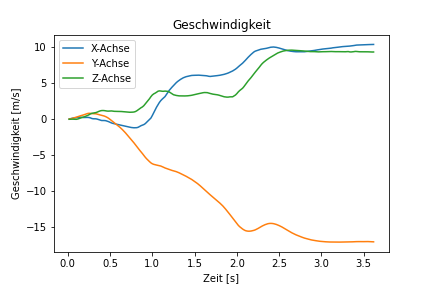 Geschwindigkeit
X-Achse
Y-Achse
Z-Achse
Geschwindigkeit [m/s]
10
5
0
−5
−10
−15
0.0 0.5 1.0 1.5 2.0 2.5 3.0 3.5
Zeit [s]